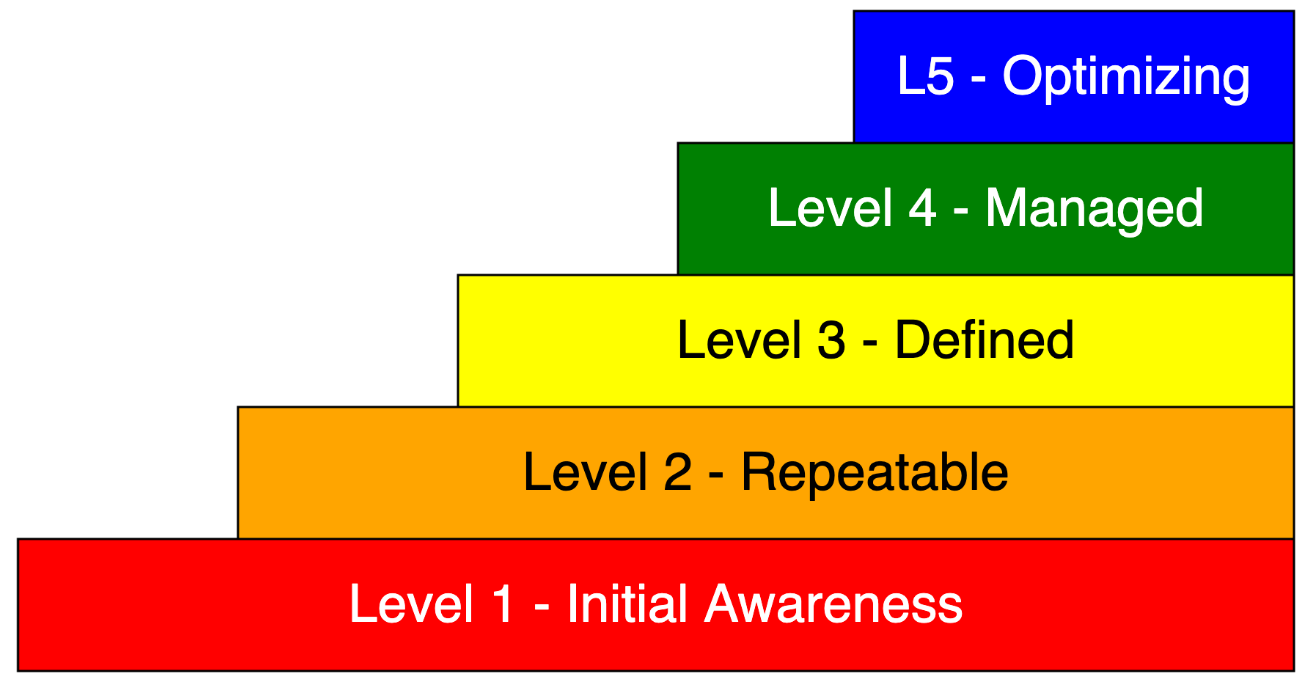 L5 - Optimizing
Level 4 - Managed
Level 3 - Defined
Level 2 - Repeatable
Level 1 - Initial Awareness